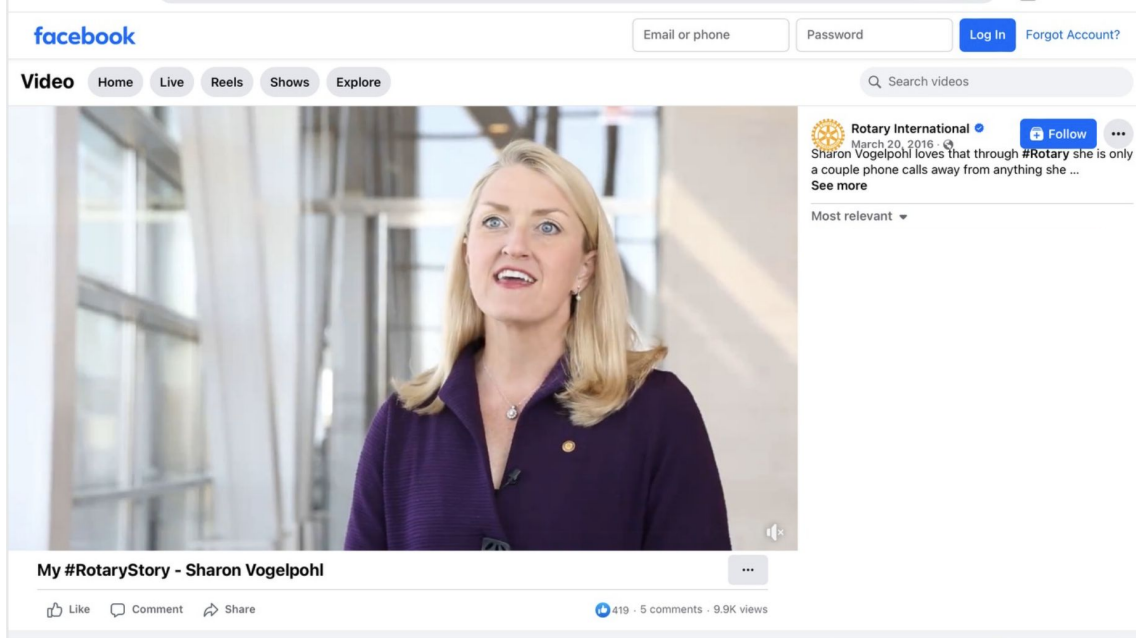 facebook
Email or phone
Password
Log In
Forgot Account?
Video
Home
Live
Reels
Shows
Explore
Search videos
Rotary International
Follow
March 20, 2016 ·
Sharon Vogelpohl loves that through #Rotary she is only
a couple phone calls away from anything she ...
See more
Most relevant
My #RotaryStory - Sharon Vogelpohl
Like
Comment
Share
419 · 5 comments · 9.9K views